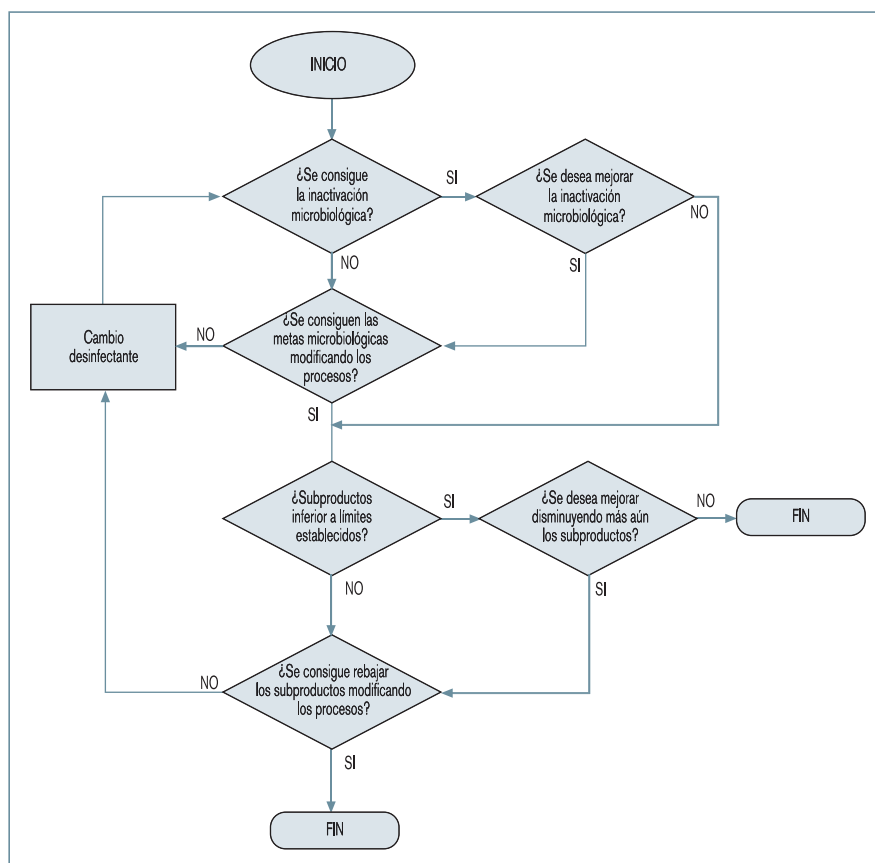 INICIO
¿Se consigue
la inactivación
microbiológica?
SI
¿Se desea mejorar
la inactivación
microbiológica?
NO
NO
SI
¿Se consiguen las
metas microbiológicas
modificando los
procesos?
NO
Cambio
desinfectante
SI
¿Subproductos
inferior a límites
establecidos?
SI
¿Se desea mejorar
disminuyendo más aún
los subproductos?
NO
FIN
NO
SI
¿Se consigue rebajar
los subproductos modificando
los procesos?
NO
SI
FIN